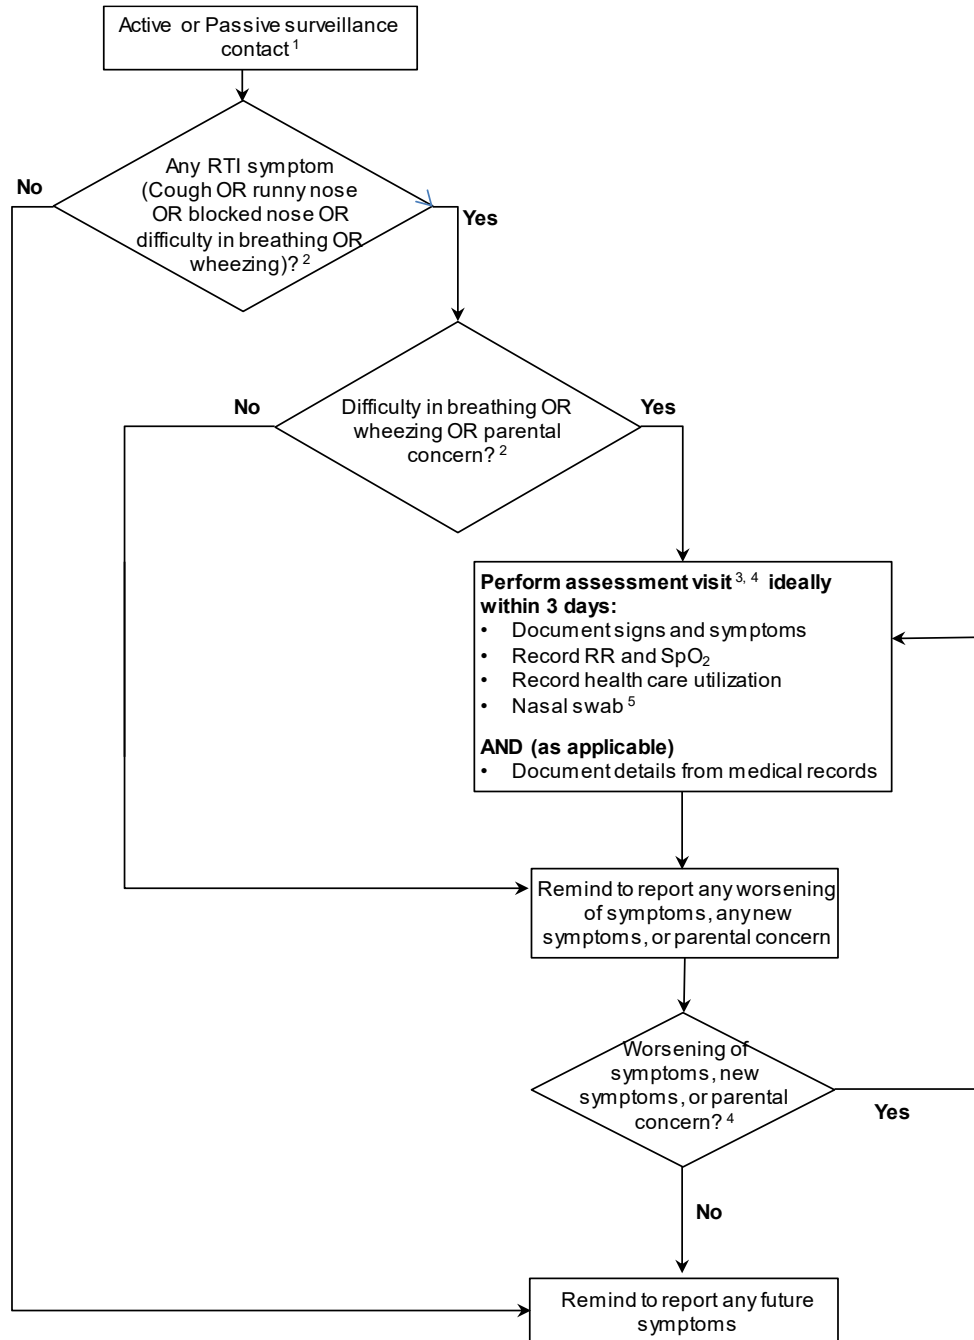 Active or Passive surveillance
contact 1
Any RTI symptom
(Cough OR runny nose
OR blocked nose OR
difficulty in breathing OR
wheezing)? 2
No
Yes
Difficulty in breathing OR
wheezing OR parental
concern? 2
No
Yes
Perform assessment visit 3, 4 ideally
within 3 days:
• Document signs and symptoms
• Record RR and SpO2
• Record health care utilization
• Nasal swab 5
AND (as applicable)
• Document details from medical records
Remind to report any worsening
of symptoms, any new
symptoms, or parental concern
Worsening of
symptoms, new
symptoms, or parental
concern? 4
Yes
No
Remind to report any future
symptoms